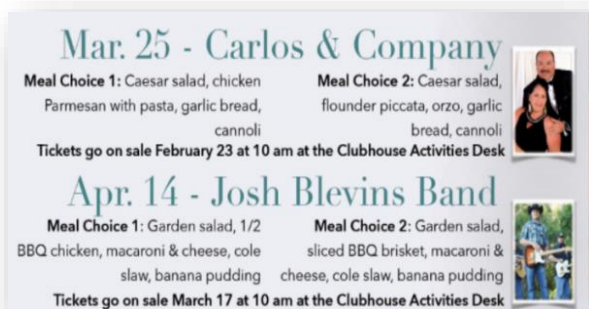 Mar. 25 - Carlos & Company
Meal Choice 1: Caesar salad, chicken
Parmesan with pasta, garlic bread,
cannoli
Meal Choice 2: Caesar salad,
flounder piccata, orzo, garlic
bread, cannoli
Tickets go on sale February 23 at 10 am at the Clubhouse Activities Desk
Apr. 14 - Josh Blevins Band
Meal Choice 1: Garden salad, 1/2
BBQ chicken, macaroni & cheese, cole
slaw, banana pudding
Meal Choice 2: Garden salad,
sliced BBQ brisket, macaroni &
cheese, cole slaw, banana pudding
Tickets go on sale March 17 at 10 am at the Clubhouse Activities Desk